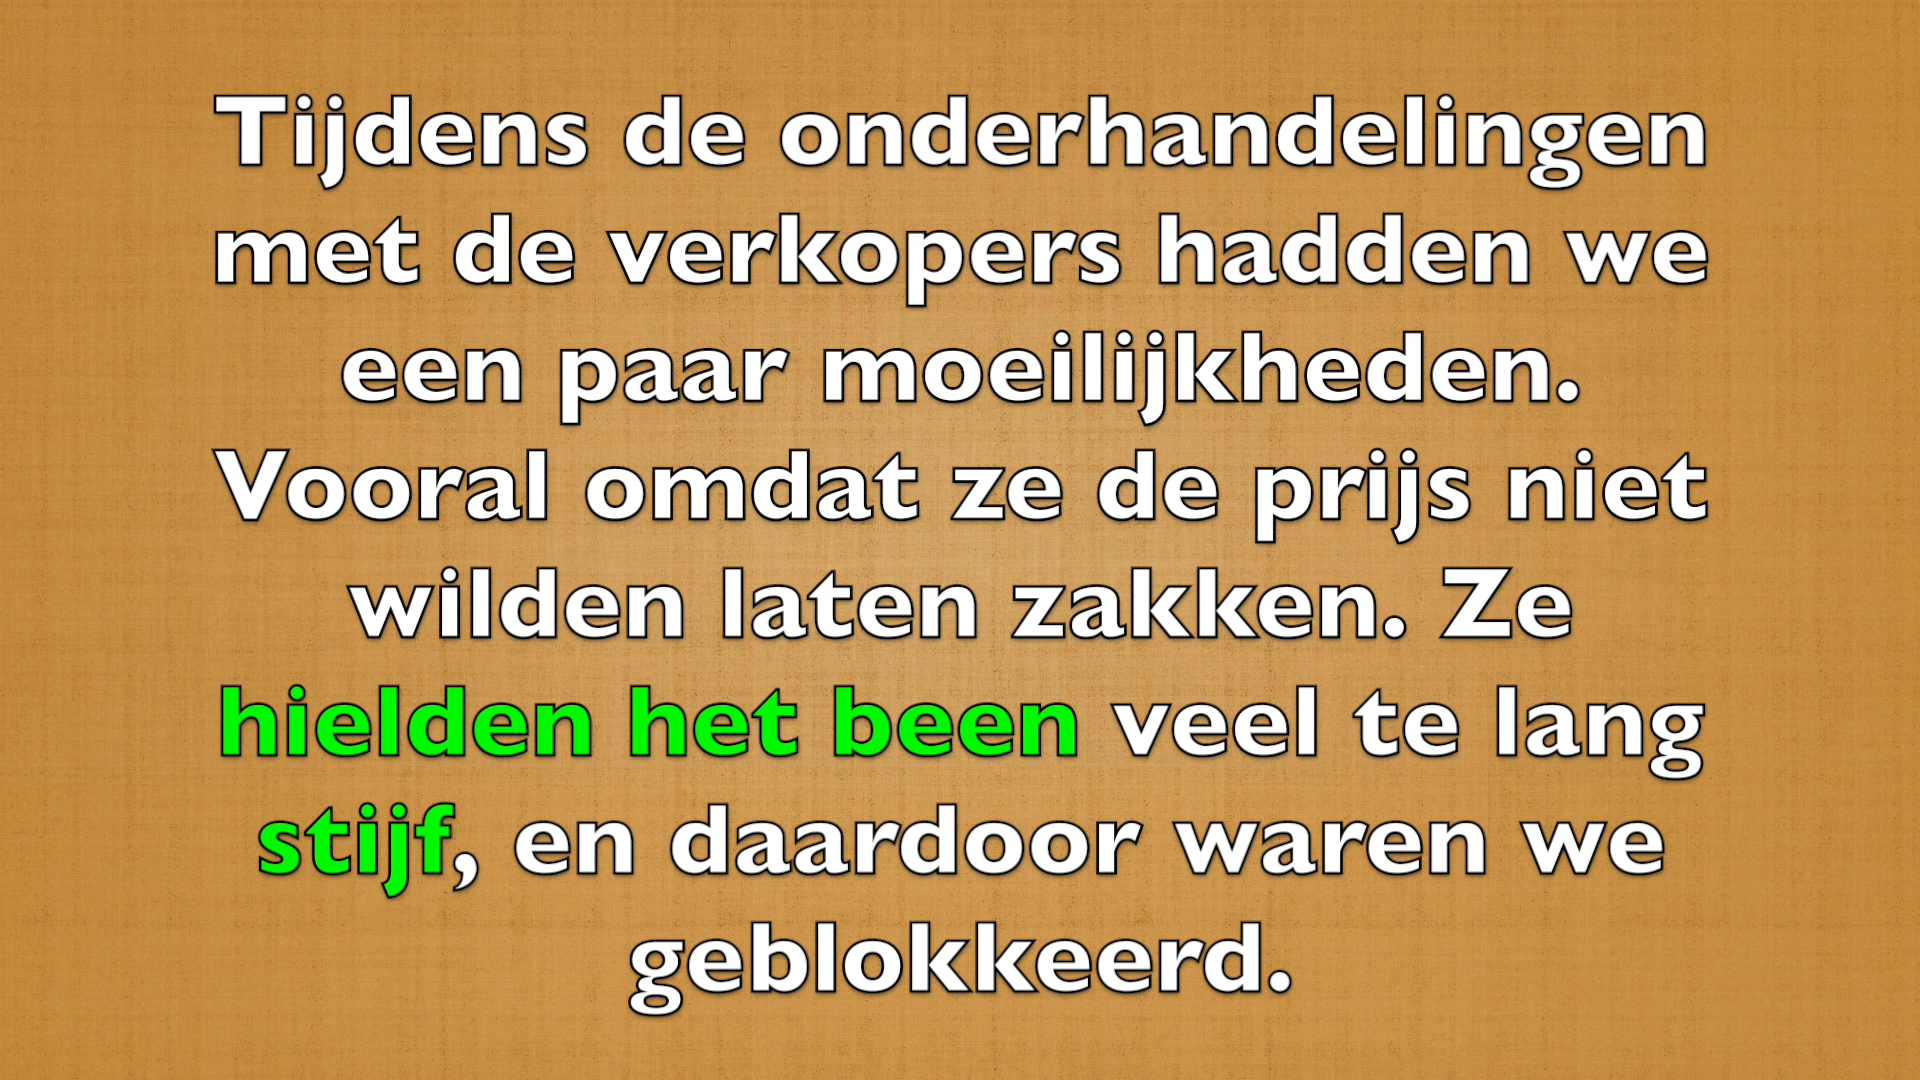 Tijdens de onderhandelingen
met de verkopers hadden we
een paar moeilijkheden.
Vooral omdat ze de prijs niet
wilden laten zakken. Ze
hielden het been veel te lang
stijf, en daardoor waren we
geblokkeerd.